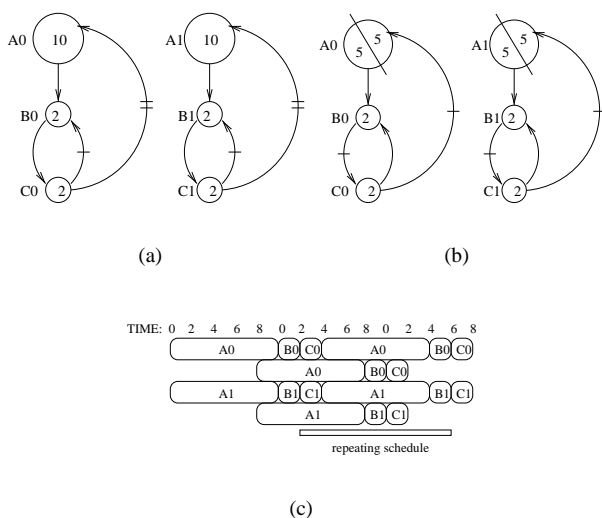 A0 10 A1 10 A0 5 5 A1 5 5
B0 2 B1 2 B0 2 B1 2
C0 2 C1 2 C0 2 C1 2
(a) (b)
TIME: 0 2 4 6 8 0 2 4 6 8 0 2 4 6 8
A0 B0 C0 A0 B0 C0
A0 B0 C0
A1 B1 C1 A1 B1 C1
A1 B1 C1
repeating schedule
(c)